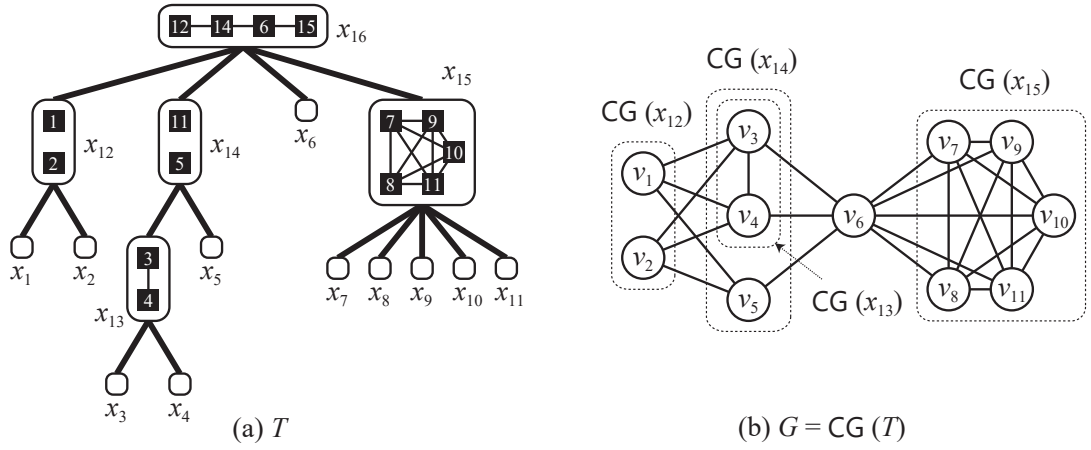 12 14 6 15 x16
x15
1 2 x12
11 5 x14
x6
7 9 10 8 11
x1 x2
3 4 x13
x5
x7 x8 x9 x10 x11
x3 x4
(a) T
CG (x14)
CG (x12)
CG (x15)
v3
v1
v4
v2
v5
v6
v7 v9
v10
v8 v11
CG (x13)
(b) G = CG (T)